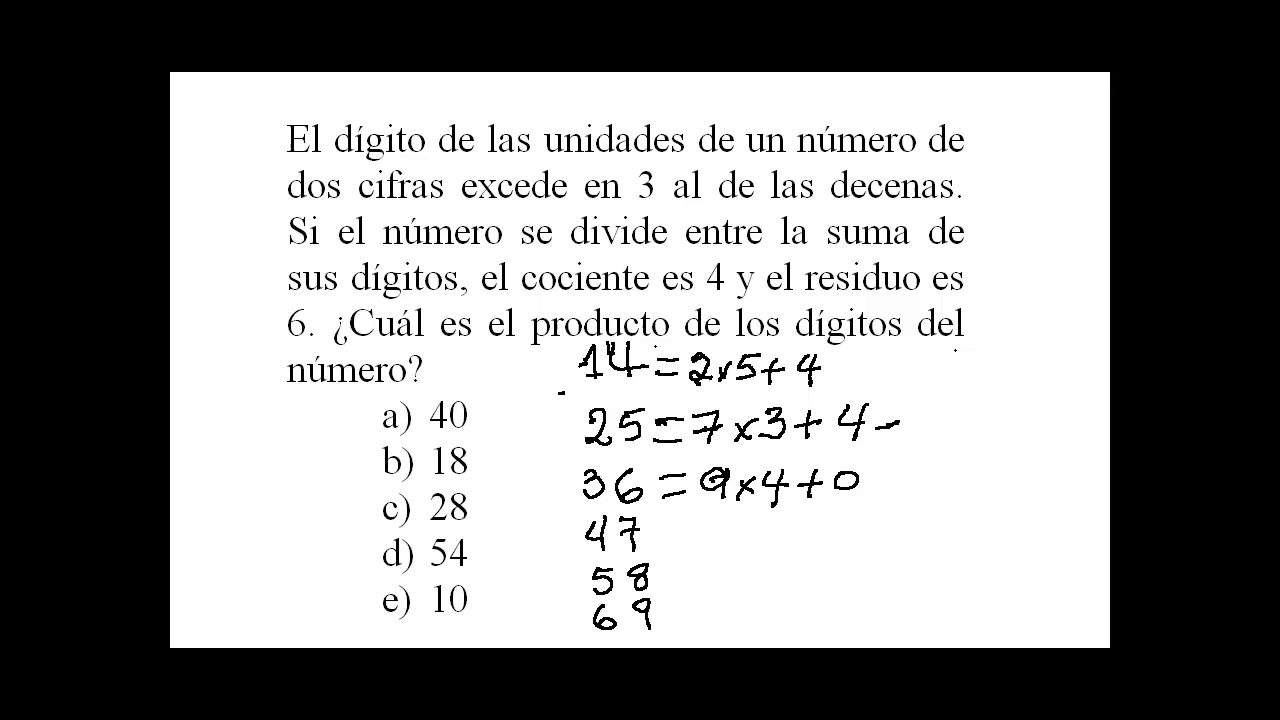 El dígito de las unidades de un número de
dos cifras excede en 3 al de las decenas.
Si el número se divide entre la suma de
sus dígitos, el cociente es 4 y el residuo es
6. ¿Cuál es el producto de los dígitos del
número?
14 = 2x5+ 4
a) 40
25 = 7 x 3 + 4 -
b) 18
36 = 9x4+0
c) 28
47
d) 54
58
e) 10
69